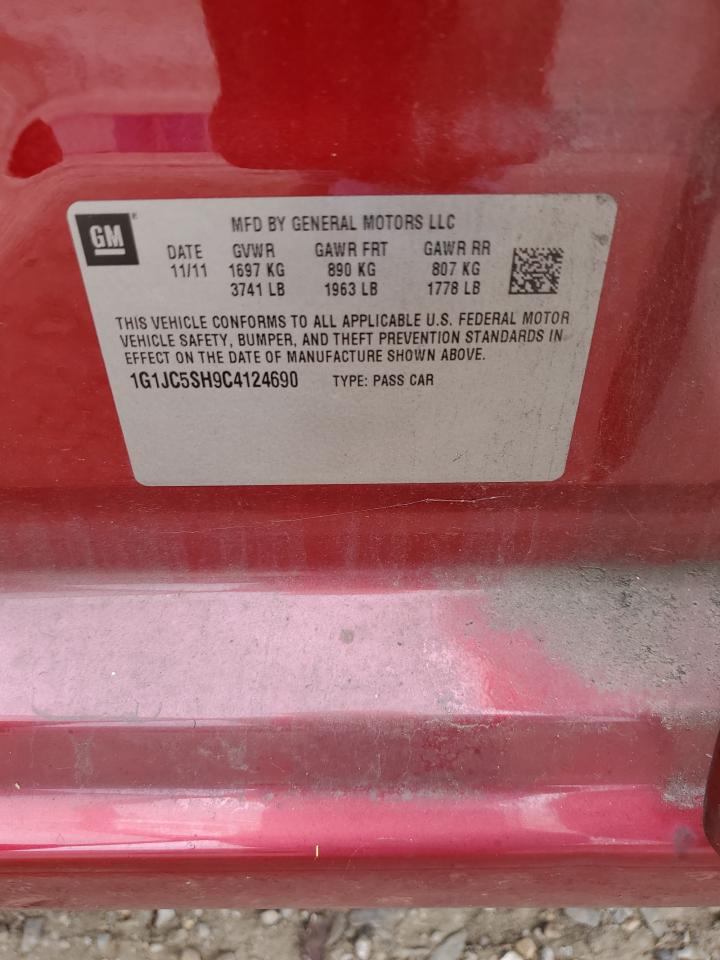 GM® MFD BY GENERAL MOTORS LLC
DATE GVWR GAWR FRT GAWR RR
11/11 1697 KG 890 KG 807 KG
3741 LB 1963 LB 1778 LB
THIS VEHICLE CONFORMS TO ALL APPLICABLE U.S. FEDERAL MOTOR
VEHICLE SAFETY, BUMPER, AND THEFT PREVENTION STANDARDS IN
EFFECT ON THE DATE OF MANUFACTURE SHOWN ABOVE.
1G1JC5SH9C4124690 TYPE: PASS CAR